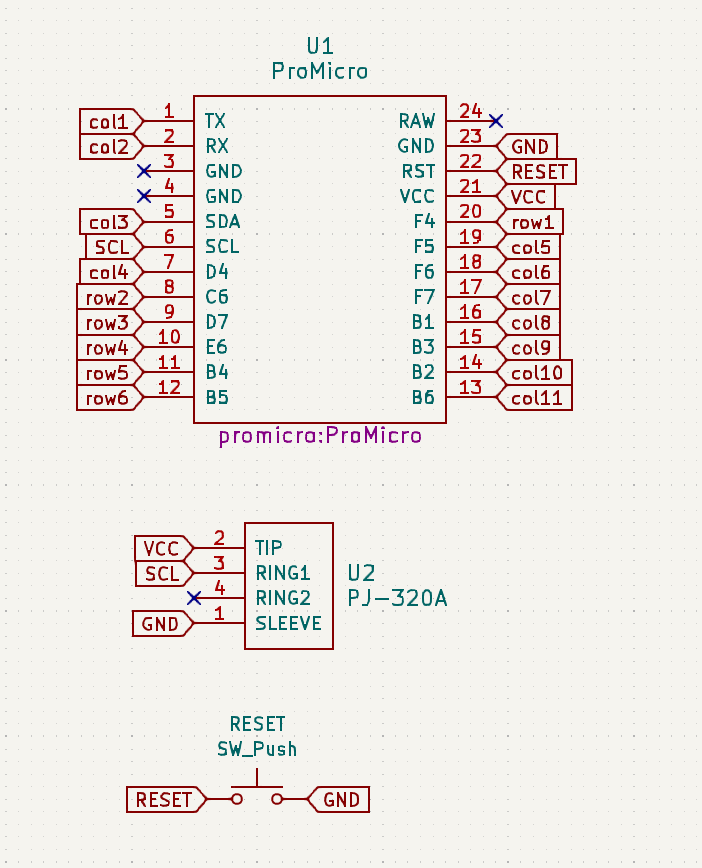 U1
ProMicro
col1 1 TX RAW 24
col2 2 RX GND 23 GND
3 GND RST 22 RESET
4 GND VCC 21 VCC
col3 5 SDA F4 20 row1
SCL 6 SCL F5 19 col5
col4 7 D4 F6 18 col6
row2 8 C6 F7 17 col7
row3 9 D7 B1 16 col8
row4 10 E6 B3 15 col9
row5 11 B4 B2 14 col10
row6 12 B5 B6 13 col11
promicro:ProMicro
VCC 2 TIP
SCL 3 RING1 U2
4 RING2 PJ-320A
GND 1 SLEEVE
RESET
SW_Push
RESET GND